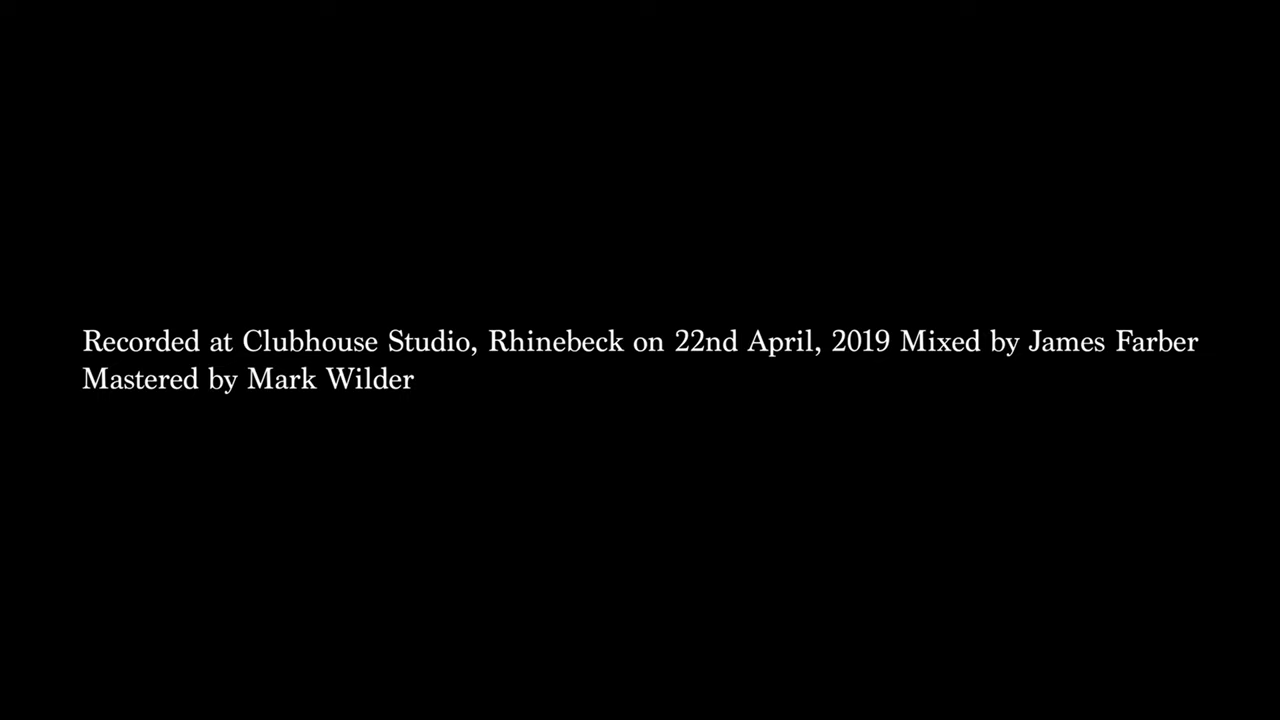 Recorded at Clubhouse Studio, Rhinebeck on 22nd April, 2019 Mixed by James Farber
Mastered by Mark Wilder